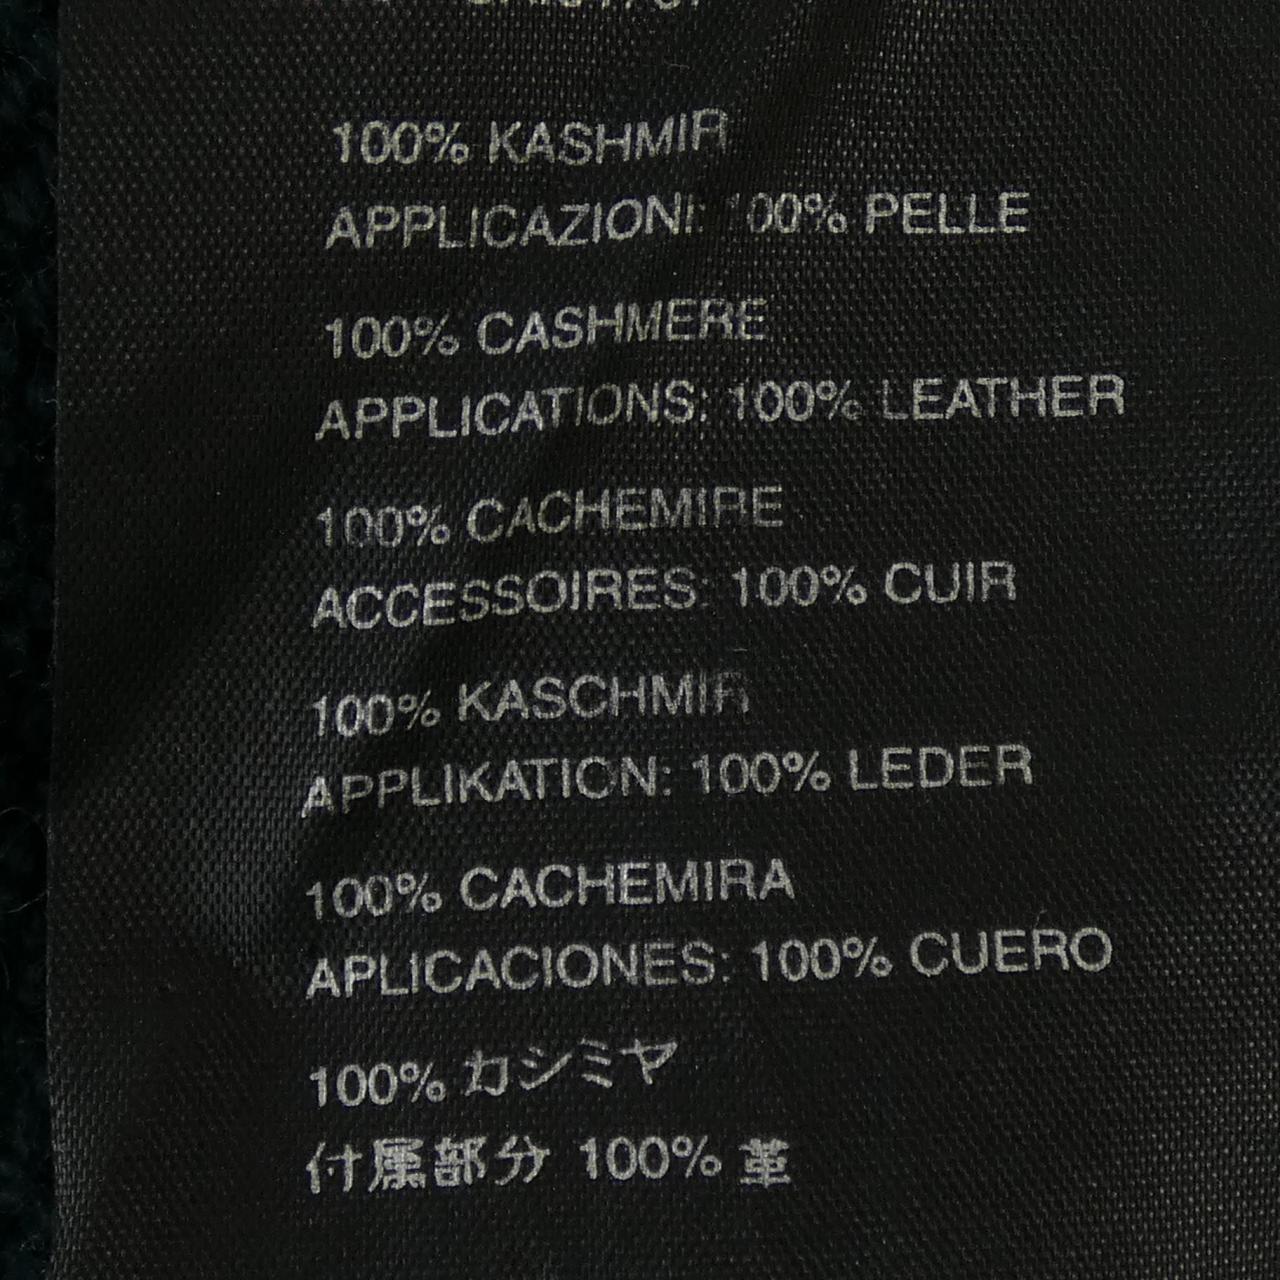 100% KASHMIR
APPLICAZIONI: 100% PELLE
100% CASHMERE
APPLICATIONS: 100% LEATHER
100% CACHEMIRE
ACCESSOIRES: 100% CUIR
100% KASCHMIR
APPLIKATION: 100% LEDER
100% CACHEMIRA
APLICACIONES: 100% CUERO
100% カシミヤ
付属部分 100% 革